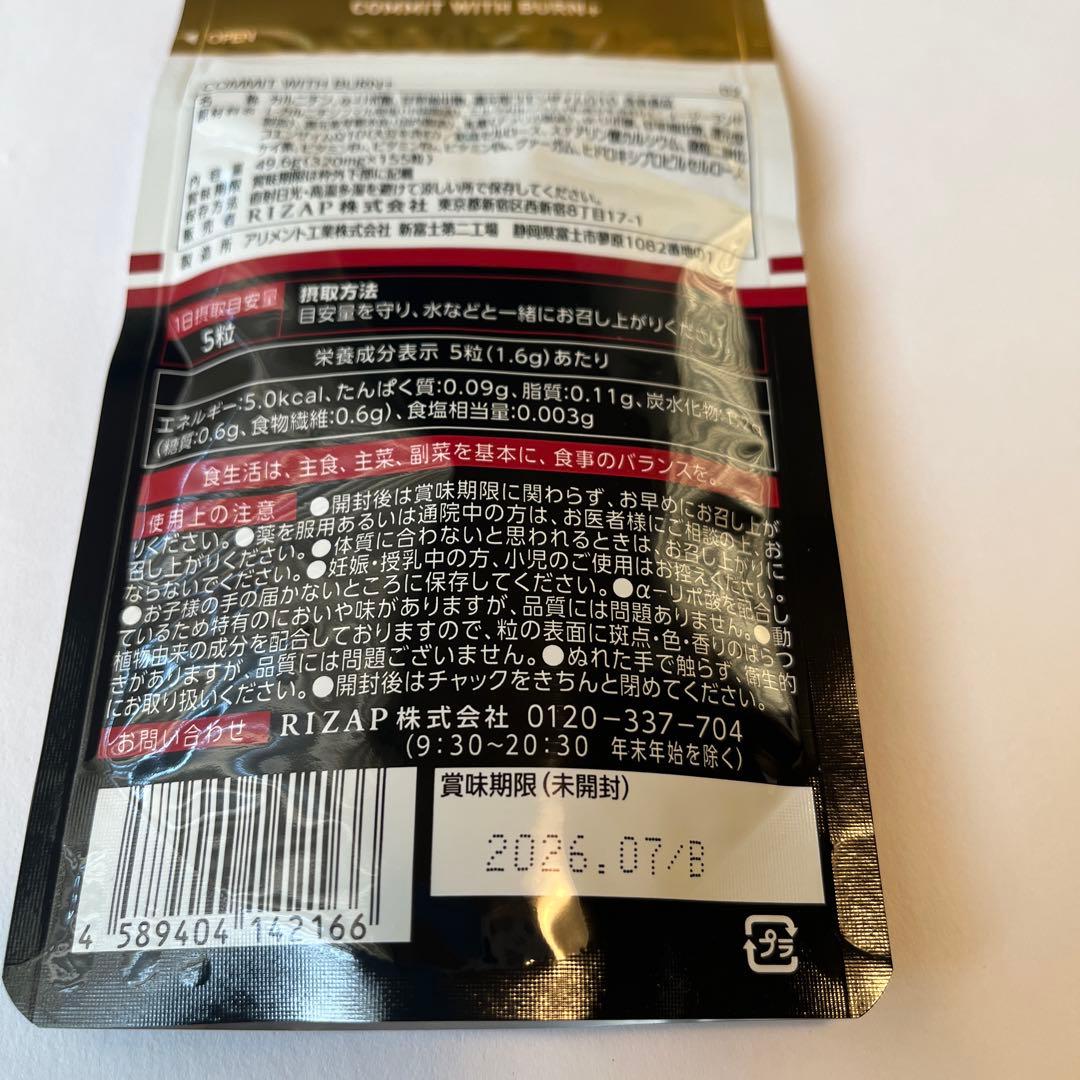 COMMIT WITH BURN+
OPEN
COMMIT WITH BURN+
名 称
原材料名
49.6g(320mg×155粒)
賞味期限は枠外下部に記載
直射日光・高温多湿を避けて涼しい所で保存してください。
販売者 RIZAP株式会社 東京都新宿区西新宿8丁目17-1
製造所 アリメント工業株式会社 新富士第二工場 静岡県富士市夢原1082番地の1
1日摂取目安量
5粒
摂取方法
目安量を守り、水などと一緒にお召し上がりください。
栄養成分表示 5粒(1.6g)あたり
エネルギー:5.0kcal、たんぱく質:0.09g、脂質:0.11g、炭水化物:1.2g
(糖質:0.6g、食物繊維:0.6g)、食塩相当量:0.003g
食生活は、主食、主菜、副菜を基本に、食事のバランスを。
使用上の注意 ●開封後は賞味期限に関わらず、お早めにお召し上が
りください。●薬を服用あるいは通院中の方は、お医者様にご相談の上、お
召し上がりください。●体質に合わないと思われるときは、お召し上がりに
ならないでください。●妊娠・授乳中の方、小児のご使用はお控えください。
●お子様の手の届かないところに保存してください。●α−リポ酸を配合し
ているため特有のにおいや味がありますが、品質には問題ありません。●動
植物由来の成分を配合しておりますので、粒の表面に斑点・色・香りのばらつ
きがありますが、品質には問題ございません。●ぬれた手で触らず、衛生的
にお取り扱いください。●開封後はチャックをきちんと閉めてください。
お問い合わせ RIZAP株式会社 0120−337−704
(9:30〜20:30 年末年始を除く)
賞味期限(未開封)
2026.07/B
4 589404 142166
プラ